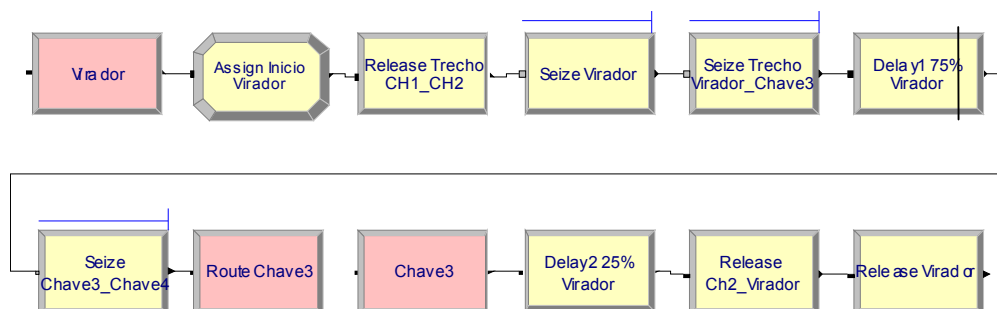 Virador
Assign Inicio
Virador
Release Trecho
CH1_CH2
Seize Virador
Seize Trecho
Virador_Chave3
Delay1 75%
Virador
Seize
Chave3_Chave4
Route Chave3
Chave3
Delay2 25%
Virador
Release
Ch2_Virador
Release Virador